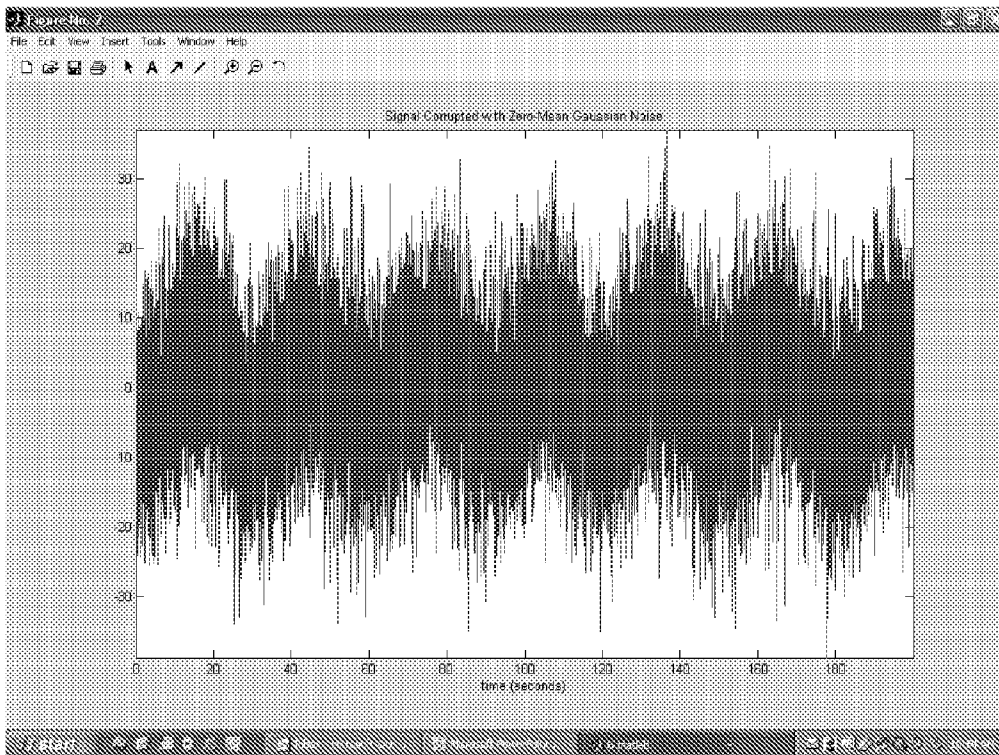 Figure No. 2
File Edit View Insert Tools Window Help
Signal Corrupted with Zero-Mean Gaussian Noise
30
20
10
0
10
20
-30
0 20 40 60 80 100 120 140 160 180
time (seconds)
start